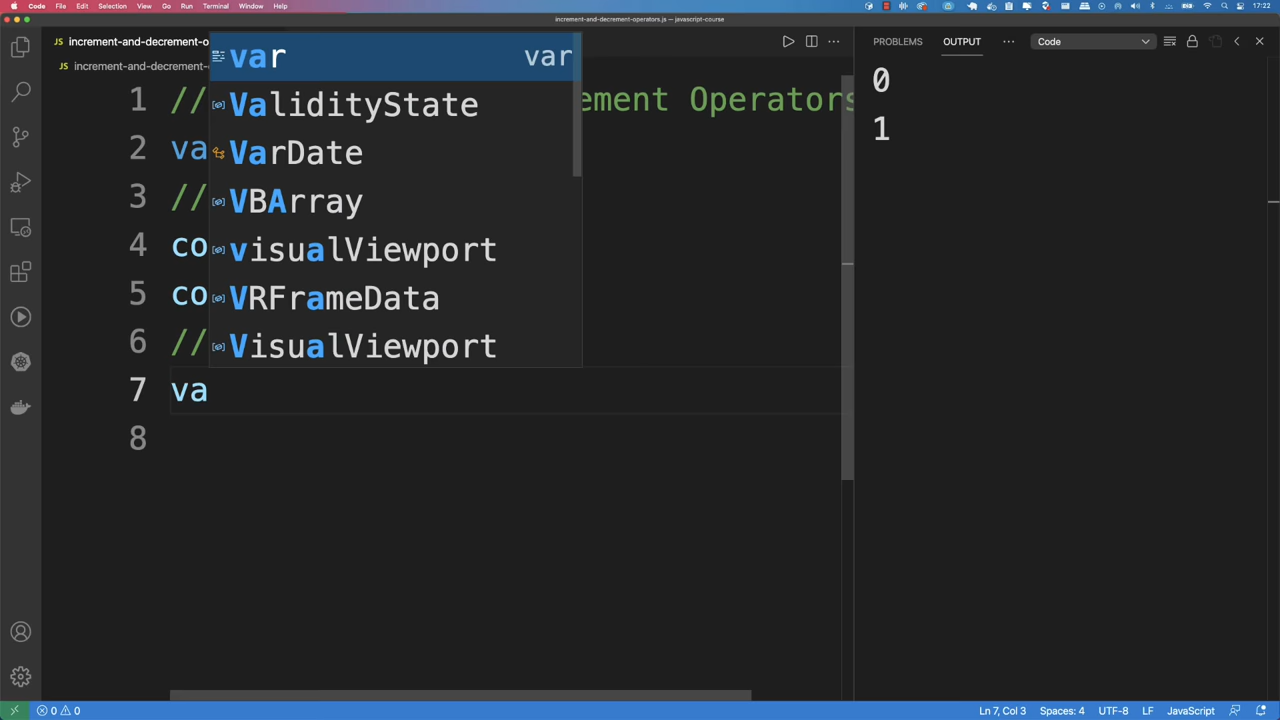 Code File Edit Selection View Go Run Terminal Window Help 17:22
increment-and-decrement-operators.js — javascript-course
JS increment-and-decrement-o
PROBLEMS OUTPUT Code
JS increment-and-decrement-
var var
ValidityState
VarDate
VBArray
visualViewport
VRFrameData
VisualViewport
1 // ement Operators
2 va
3 //
4 co
5 co
6 //
7 va
8
0
1
0 0
Ln 7, Col 3 Spaces: 4 UTF-8 LF JavaScript